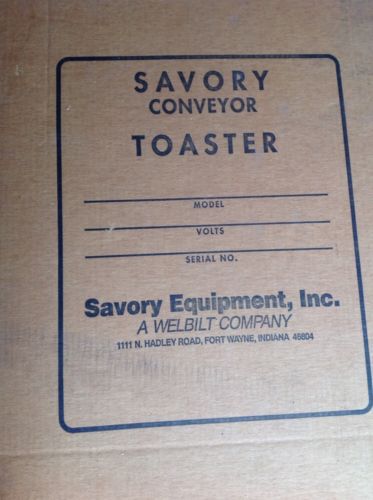 SAVORY
CONVEYOR
TOASTER
MODEL
VOLTS
SERIAL NO.
Savory Equipment, Inc.
A WELBILT COMPANY
1111 N. HADLEY ROAD, FORT WAYNE, INDIANA 46804